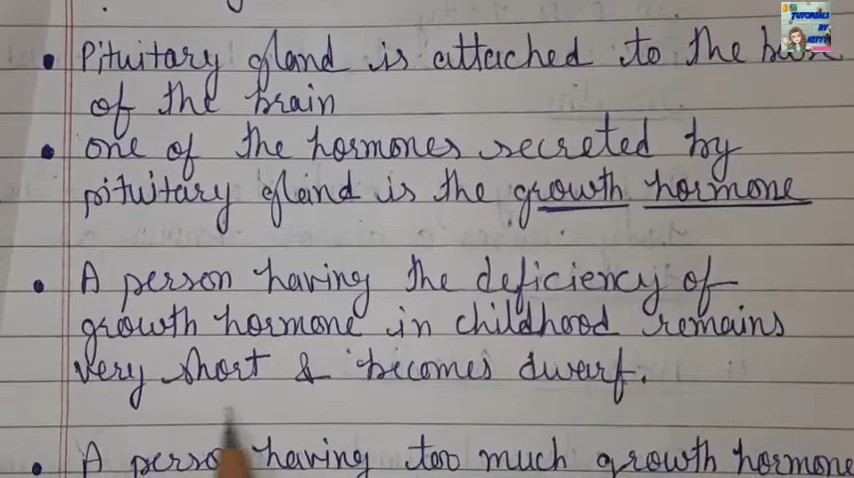 TUTORIALS
BY
• Pituitary gland is attached to the
of the brain
• one of the hormones secreted by
pituitary gland is the growth hormone
• A person having the deficiency of
growth hormone in childhood remains
very short & becomes dwarf.
• A person having too much growth hormone